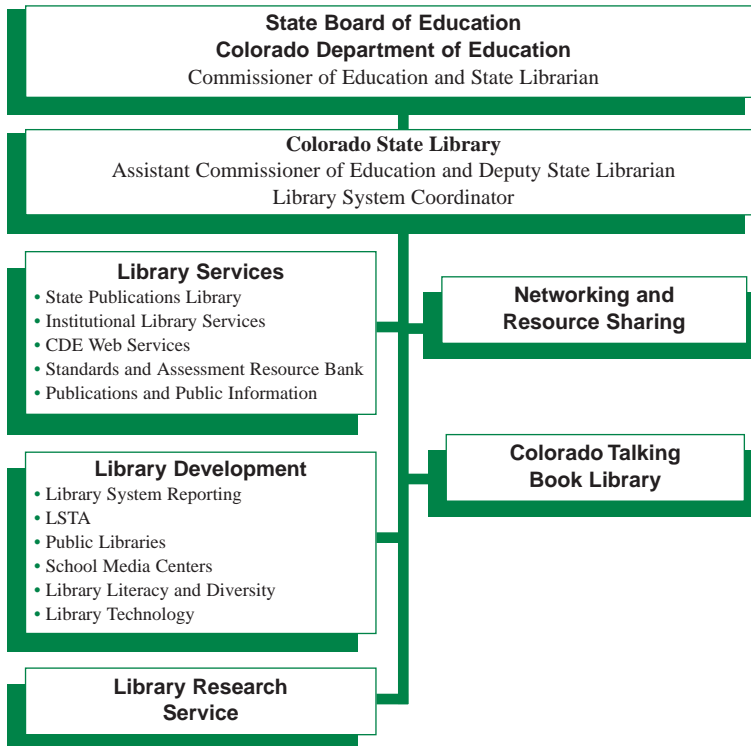 State Board of Education
Colorado Department of Education
Commissioner of Education and State Librarian
Colorado State Library
Assistant Commissioner of Education and Deputy State Librarian
Library System Coordinator
Library Services
• State Publications Library
• Institutional Library Services
• CDE Web Services
• Standards and Assessment Resource Bank
• Publications and Public Information
Networking and
Resource Sharing
Library Development
• Library System Reporting
• LSTA
• Public Libraries
• School Media Centers
• Library Literacy and Diversity
• Library Technology
Colorado Talking
Book Library
Library Research
Service